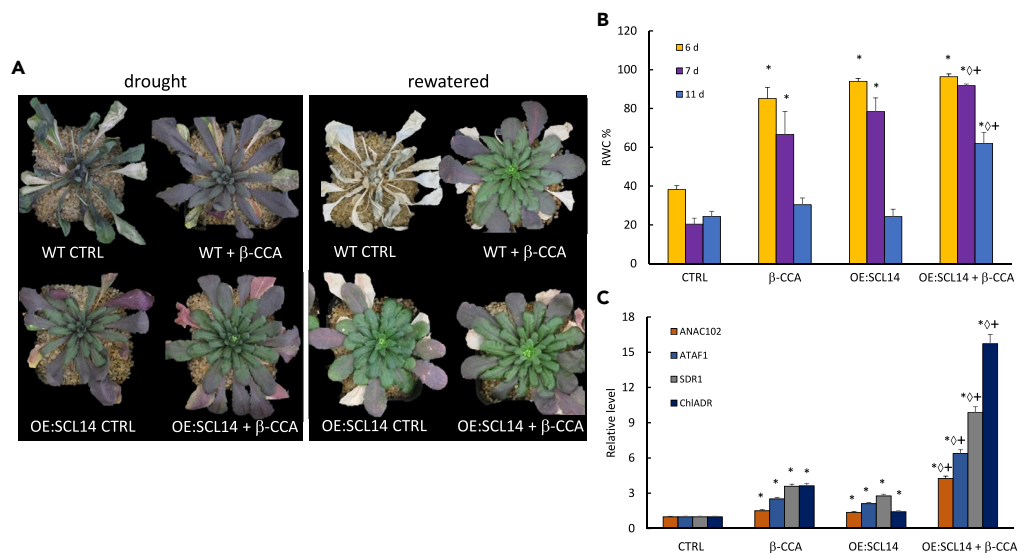 A
drought
rewatered
WT CTRL
WT + β-CCA
WT CTRL
WT + β-CCA
OE:SCL14 CTRL
OE:SCL14 + β-CCA
OE:SCL14 CTRL
OE:SCL14 + β-CCA
B
RWC %
120
100
80
60
40
20
0
6 d
7 d
11 d
*
*
*
*
*
*
*◊+
*◊+
CTRL
β-CCA
OE:SCL14
OE:SCL14 + β-CCA
C
Relative level
18
15
12
9
6
3
0
ANAC102
ATAF1
SDR1
ChlADR
* * * *
* * * *
*◊+
*◊+
*◊+
*◊+
CTRL
β-CCA
OE:SCL14
OE:SCL14 + β-CCA